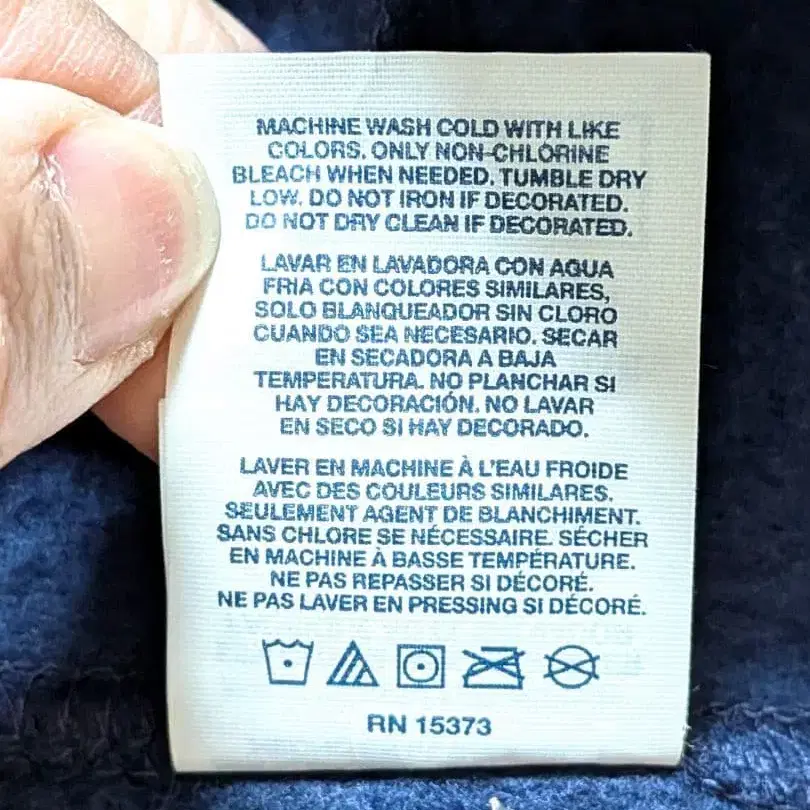 MACHINE WASH COLD WITH LIKE
COLORS. ONLY NON-CHLORINE
BLEACH WHEN NEEDED. TUMBLE DRY
LOW. DO NOT IRON IF DECORATED.
DO NOT DRY CLEAN IF DECORATED.
LAVAR EN LAVADORA CON AGUA
FRIA CON COLORES SIMILARES,
SOLO BLANQUEADOR SIN CLORO
CUANDO SEA NECESARIO. SECAR
EN SECADORA A BAJA
TEMPERATURA. NO PLANCHAR SI
HAY DECORACIÓN. NO LAVAR
EN SECO SI HAY DECORADO.
LAVER EN MACHINE À L'EAU FROIDE
AVEC DES COULEURS SIMILARES.
SEULEMENT AGENT DE BLANCHIMENT.
SANS CHLORE SE NÉCESSAIRE. SÉCHER
EN MACHINE À BASSE TEMPÉRATURE.
NE PAS REPASSER SI DÉCORÉ.
NE PAS LAVER EN PRESSING SI DÉCORÉ.
RN 15373